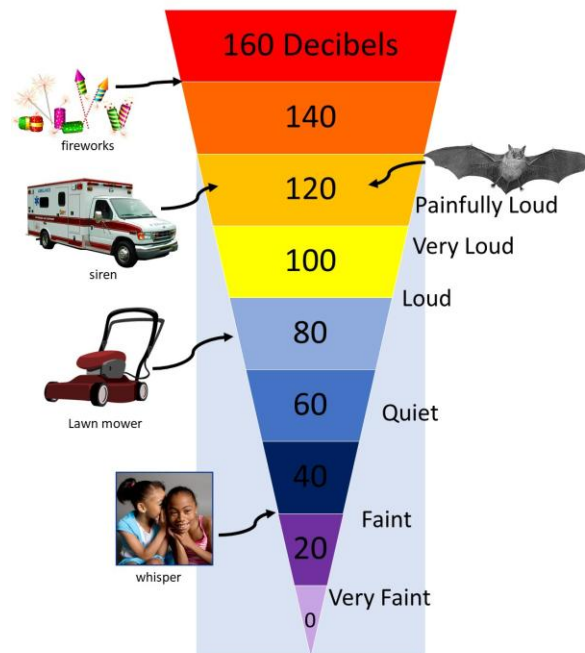 160 Decibels
fireworks
140
120
Painfully Loud
siren
Very Loud
100
Loud
80
Lawn mower
60
Quiet
40
Faint
20
whisper
Very Faint
0